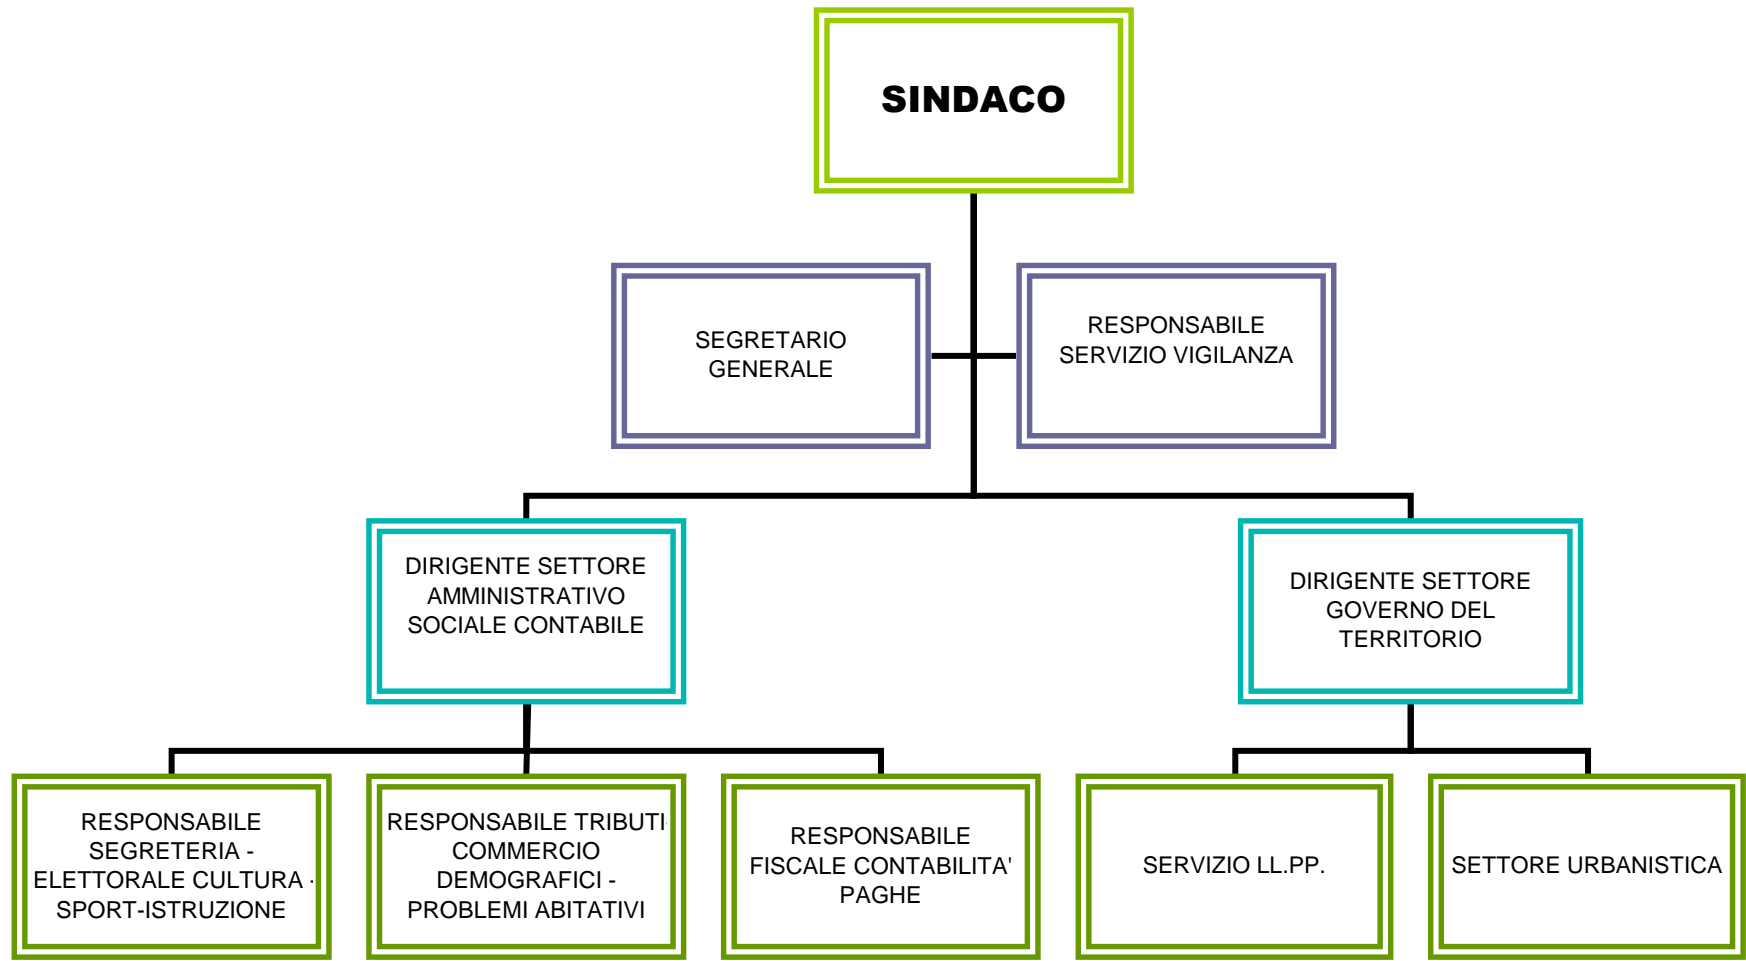 SINDACO
SEGRETARIO
GENERALE
RESPONSABILE
SERVIZIO VIGILANZA
DIRIGENTE SETTORE
AMMINISTRATIVO
SOCIALE CONTABILE
DIRIGENTE SETTORE
GOVERNO DEL
TERRITORIO
RESPONSABILE
SEGRETERIA -
ELETTORALE CULTURA -
SPORT-ISTRUZIONE
RESPONSABILE TRIBUTI-
COMMERCIO
DEMOGRAFICI -
PROBLEMI ABITATIVI
RESPONSABILE
FISCALE CONTABILITA'
PAGHE
SERVIZIO LL.PP.
SETTORE URBANISTICA